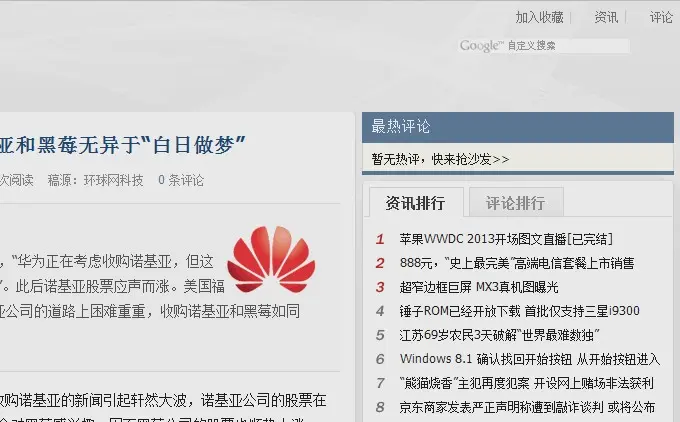 加入收藏 | 资讯 | 评论
Google™ 自定义搜索
亚和黑莓无异于“白日做梦”
次阅读 稿源：环球网科技 0 条评论
，“华为正在考虑收购诺基亚，但这
”。此后诺基亚股票应声而涨。美国福
亚公司的道路上困难重重，收购诺基亚和黑莓如同
收购诺基亚的新闻引起轩然大波，诺基亚公司的股票在
最热评论
暂无热评，快来抢沙发>>
资讯排行 评论排行
1 苹果WWDC 2013开场图文直播[已完结]
2 888元，“史上最完美”高端电信套餐上市销售
3 超窄边框巨屏 MX3真机图曝光
4 锤子ROM已经开放下载 首批仅支持三星i9300
5 江苏69岁农民3天破解“世界最难数独”
6 Windows 8.1 确认找回开始按钮 从开始按钮进入
7 “熊猫烧香”主犯再度犯案 开设网上赌场非法获利
8 京东商家发表严正声明称遭到敲诈谈判 或将公布